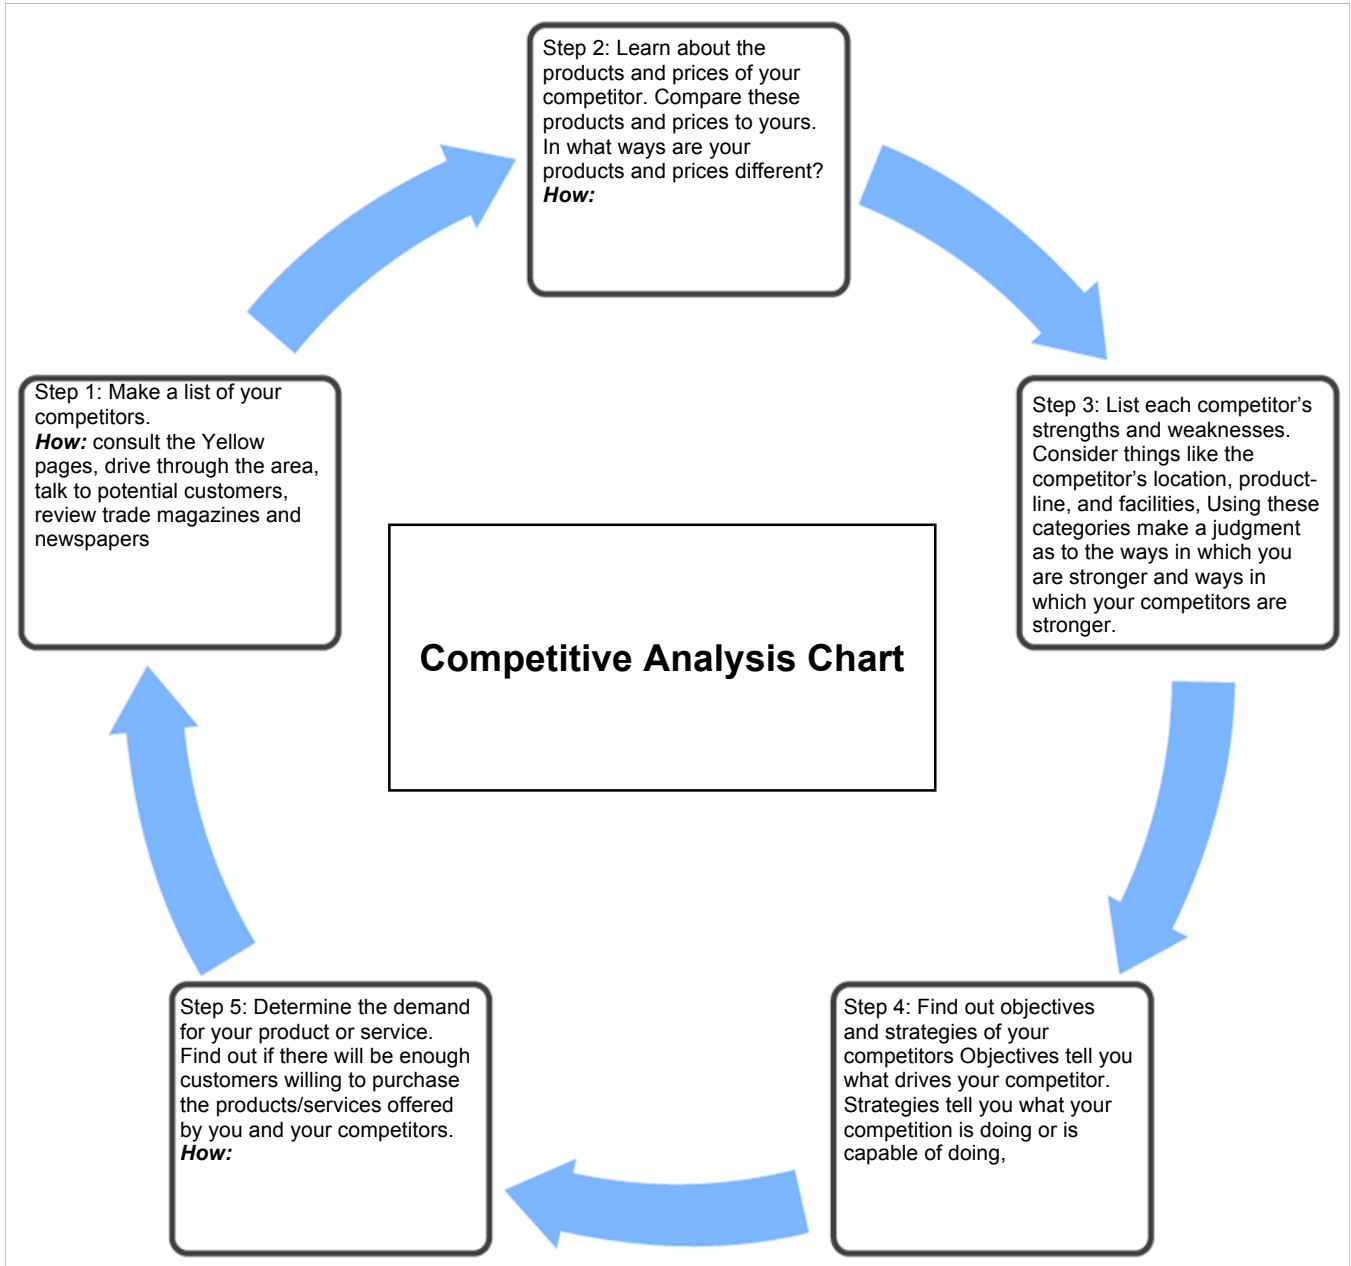 Step 2: Learn about the
products and prices of your
competitor. Compare these
products and prices to yours.
In what ways are your
products and prices different?
How:
Step 1: Make a list of your
competitors.
How: consult the Yellow
pages, drive through the area,
talk to potential customers,
review trade magazines and
newspapers
Step 3: List each competitor's
strengths and weaknesses.
Consider things like the
competitor's location, product-
line, and facilities, Using these
categories make a judgment
as to the ways in which you
are stronger and ways in
which your competitors are
stronger.
Competitive Analysis Chart
Step 5: Determine the demand
for your product or service.
Find out if there will be enough
customers willing to purchase
the products/services offered
by you and your competitors.
How:
Step 4: Find out objectives
and strategies of your
competitors Objectives tell you
what drives your competitor.
Strategies tell you what your
competition is doing or is
capable of doing,